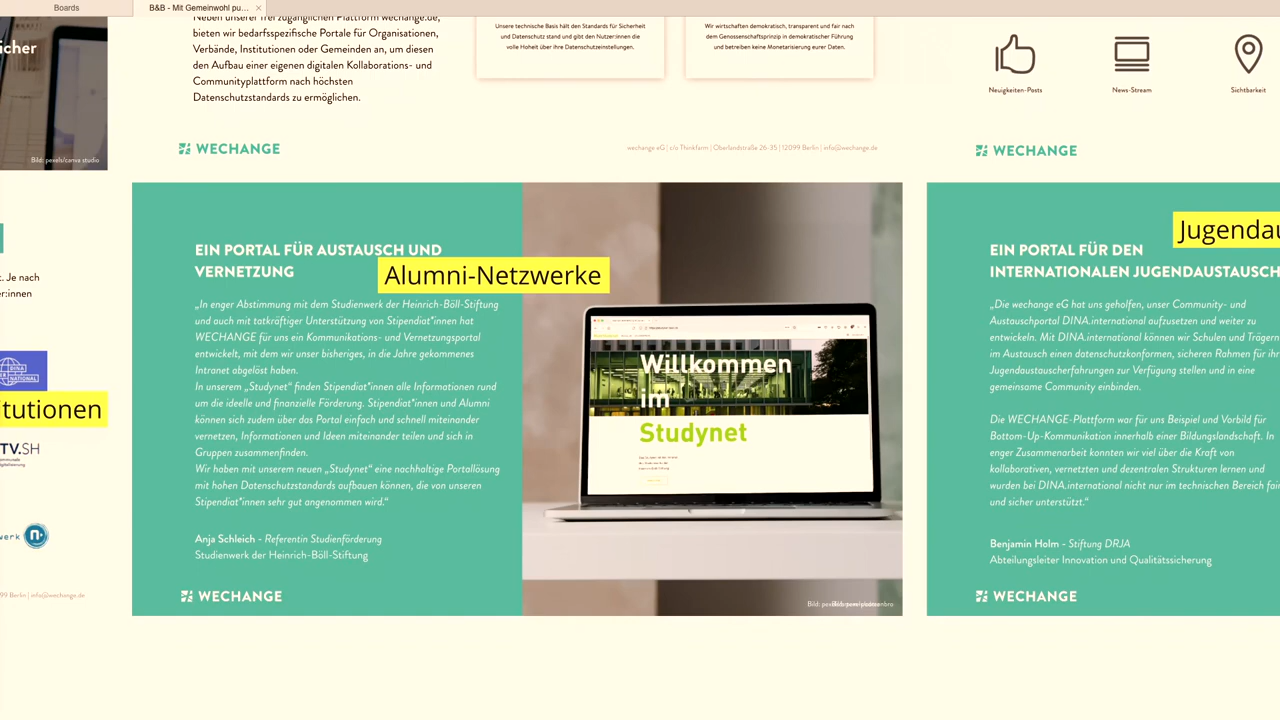 Boards
B&B - Mit Gemeinwohl pu…
icher
Bild: pexels/canva studio
Neben unserer frei zugänglichen Plattform wechange.de,
bieten wir bedarfsspezifische Portale für Organisationen,
Verbände, Institutionen oder Gemeinden an, um diesen
den Aufbau einer eigenen digitalen Kollaborations- und
Communityplattform nach höchsten
Datenschutzstandards zu ermöglichen.
Unsere technische Basis hält den Standards für Sicherheit
und Datenschutz stand und gibt den Nutzer:innen die
volle Hoheit über ihre Datenschutzeinstellungen.
Wir wirtschaften demokratisch, transparent und fair nach
dem Genossenschaftsprinzip in demokratischer Führung
und betreiben keine Monetarisierung eurer Daten.
Neuigkeiten-Posts
News-Stream
Sichtbarkeit
WECHANGE
wechange eG | c/o Thinkfarm | Oberlandstraße 26-35 | 12099 Berlin | info@wechange.de
WECHANGE
t. Je nach
er:innen
DINA
INTERNATIONAL
itutionen
TV.SH
werk
99 Berlin | info@wechange.de
EIN PORTAL FÜR AUSTAUSCH UND
VERNETZUNG
Alumni-Netzwerke
„In enger Abstimmung mit dem Studienwerk der Heinrich-Böll-Stiftung
und auch mit tatkräftiger Unterstützung von Stipendiat*innen hat
WECHANGE für uns ein Kommunikations- und Vernetzungsportal
entwickelt, mit dem wir unser bisheriges, in die Jahre gekommenes
Intranet abgelöst haben.
In unserem „Studynet“ finden Stipendiat*innen alle Informationen rund
um die ideelle und finanzielle Förderung. Stipendiat*innen und Alumni
können sich zudem über das Portal einfach und schnell miteinander
vernetzen, Informationen und Ideen miteinander teilen und sich in
Gruppen zusammenfinden.
Wir haben mit unserem neuen „Studynet“ eine nachhaltige Portallösung
mit hohen Datenschutzstandards aufbauen können, die von unseren
Stipendiat*innen sehr gut angenommen wird.“
Anja Schleich - Referentin Studienförderung
Studienwerk der Heinrich-Böll-Stiftung
WECHANGE
Willkommen
im
Studynet
Jugendau
EIN PORTAL FÜR DEN
INTERNATIONALEN JUGENDAUSTAUSCH
„Die wechange eG hat uns geholfen, unser Community- und
Austauschportal DINA.international aufzusetzen und weiter zu
entwickeln. Mit DINA.international können wir Schulen und Trägern
im Austausch einen datenschutzkonformen, sicheren Rahmen für ihr
Jugendaustauscherfahrungen zur Verfügung stellen und in eine
gemeinsame Community einbinden.
Die WECHANGE-Plattform war für uns Beispiel und Vorbild für
Bottom-Up-Kommunikation innerhalb einer Bildungslandschaft. In
enger Zusammenarbeit konnten wir viel über die Kraft von
kollaborativen, vernetzten und dezentralen Strukturen lernen und
wurden bei DINA.international nicht nur im technischen Bereich fair
und sicher unterstützt.“
Benjamin Holm - Stiftung DRJA
Abteilungsleiter Innovation und Qualitätssicherung
WECHANGE